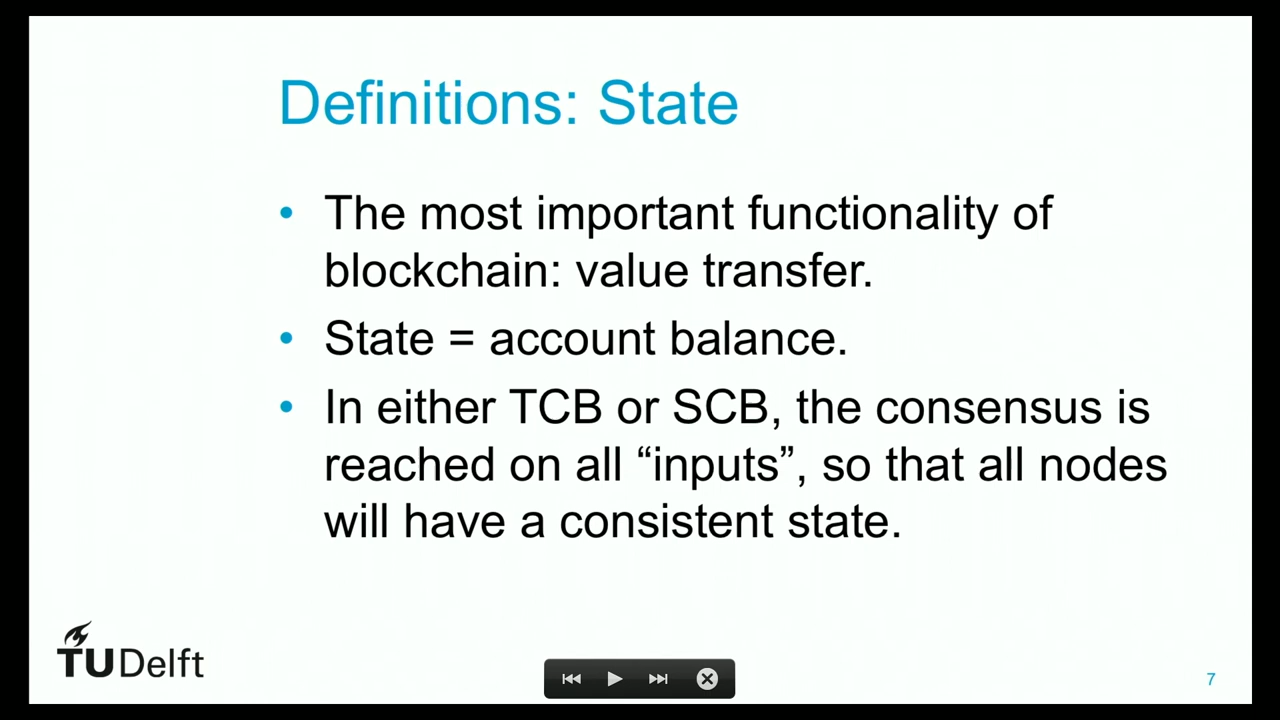 Definitions: State
• The most important functionality of
blockchain: value transfer.
• State = account balance.
• In either TCB or SCB, the consensus is
reached on all “inputs”, so that all nodes
will have a consistent state.
TUDelft
7